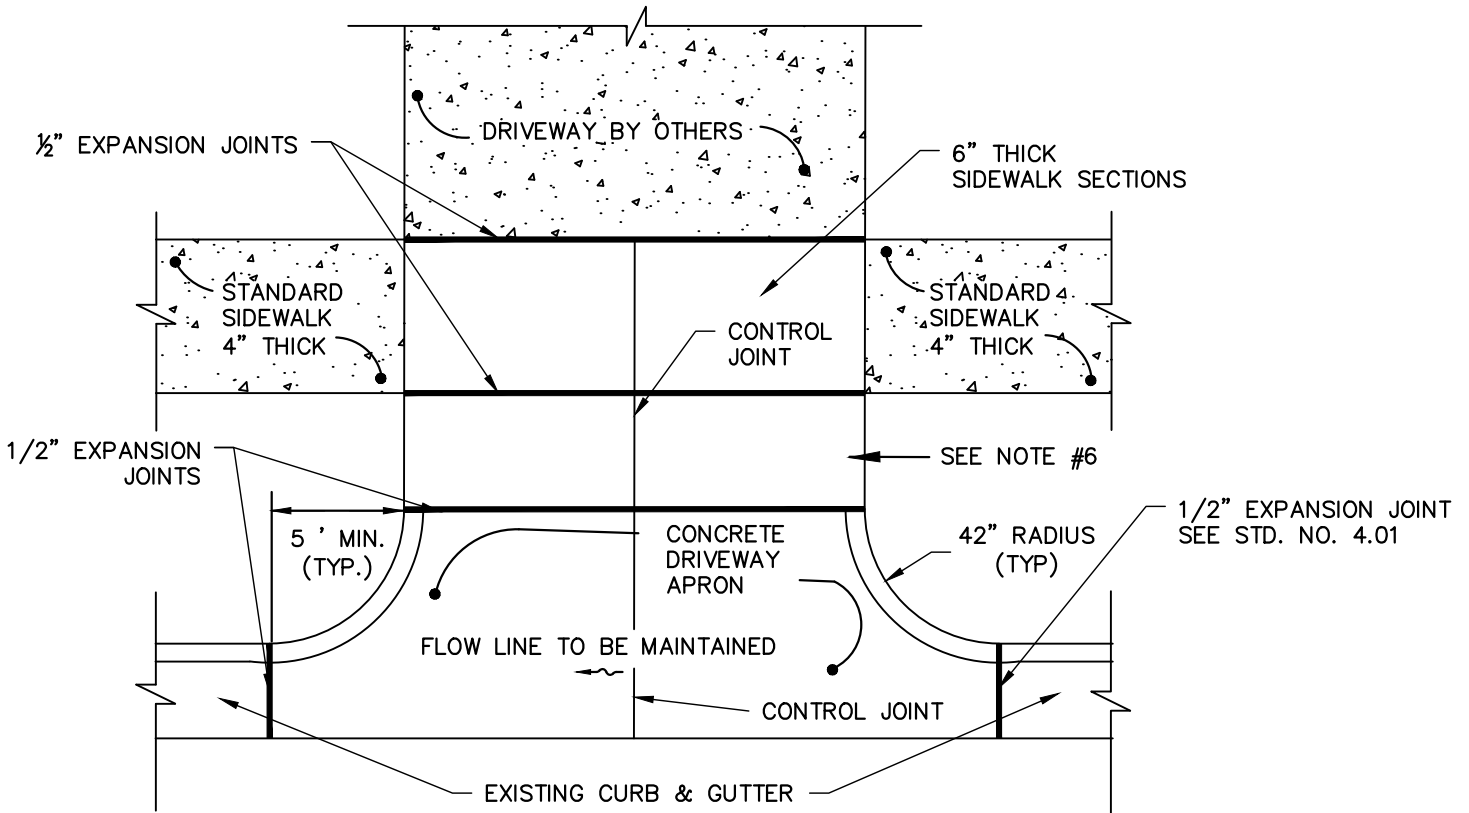 DRIVEWAY BY OTHERS
½” EXPANSION JOINTS
6” THICK
SIDEWALK SECTIONS
STANDARD
SIDEWALK
4” THICK
CONTROL
JOINT
STANDARD
SIDEWALK
4” THICK
1/2” EXPANSION
JOINTS
SEE NOTE #6
5 ' MIN.
(TYP.)
CONCRETE
DRIVEWAY
APRON
42” RADIUS
(TYP)
1/2” EXPANSION JOINT
SEE STD. NO. 4.01
FLOW LINE TO BE MAINTAINED
CONTROL JOINT
EXISTING CURB & GUTTER